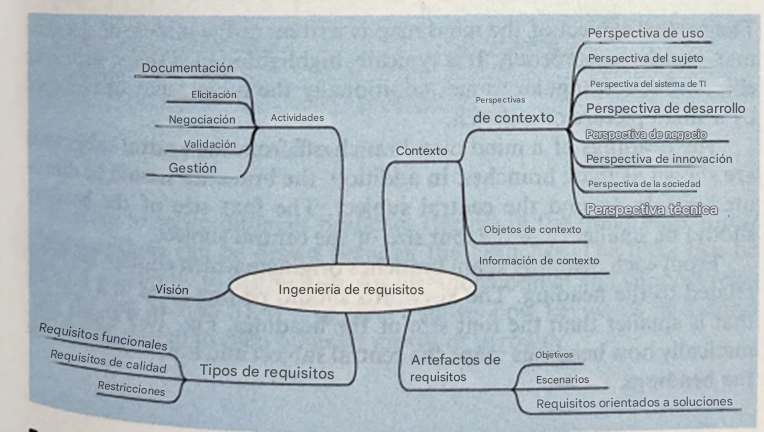 Documentación
Elicitación
Negociación
Validación
Gestión
Actividades
Perspectiva de uso
Perspectiva del sujeto
Perspectiva del sistema de TI
Perspectiva de desarrollo
Perspectiva de negocio
Perspectiva de innovación
Perspectiva de la sociedad
Perspectiva técnica
Perspectivas
de contexto
Contexto
Objetos de contexto
Información de contexto
Ingeniería de requisitos
Visión
Requisitos funcionales
Requisitos de calidad
Restricciones
Tipos de requisitos
Artefactos de
requisitos
Objetivos
Escenarios
Requisitos orientados a soluciones